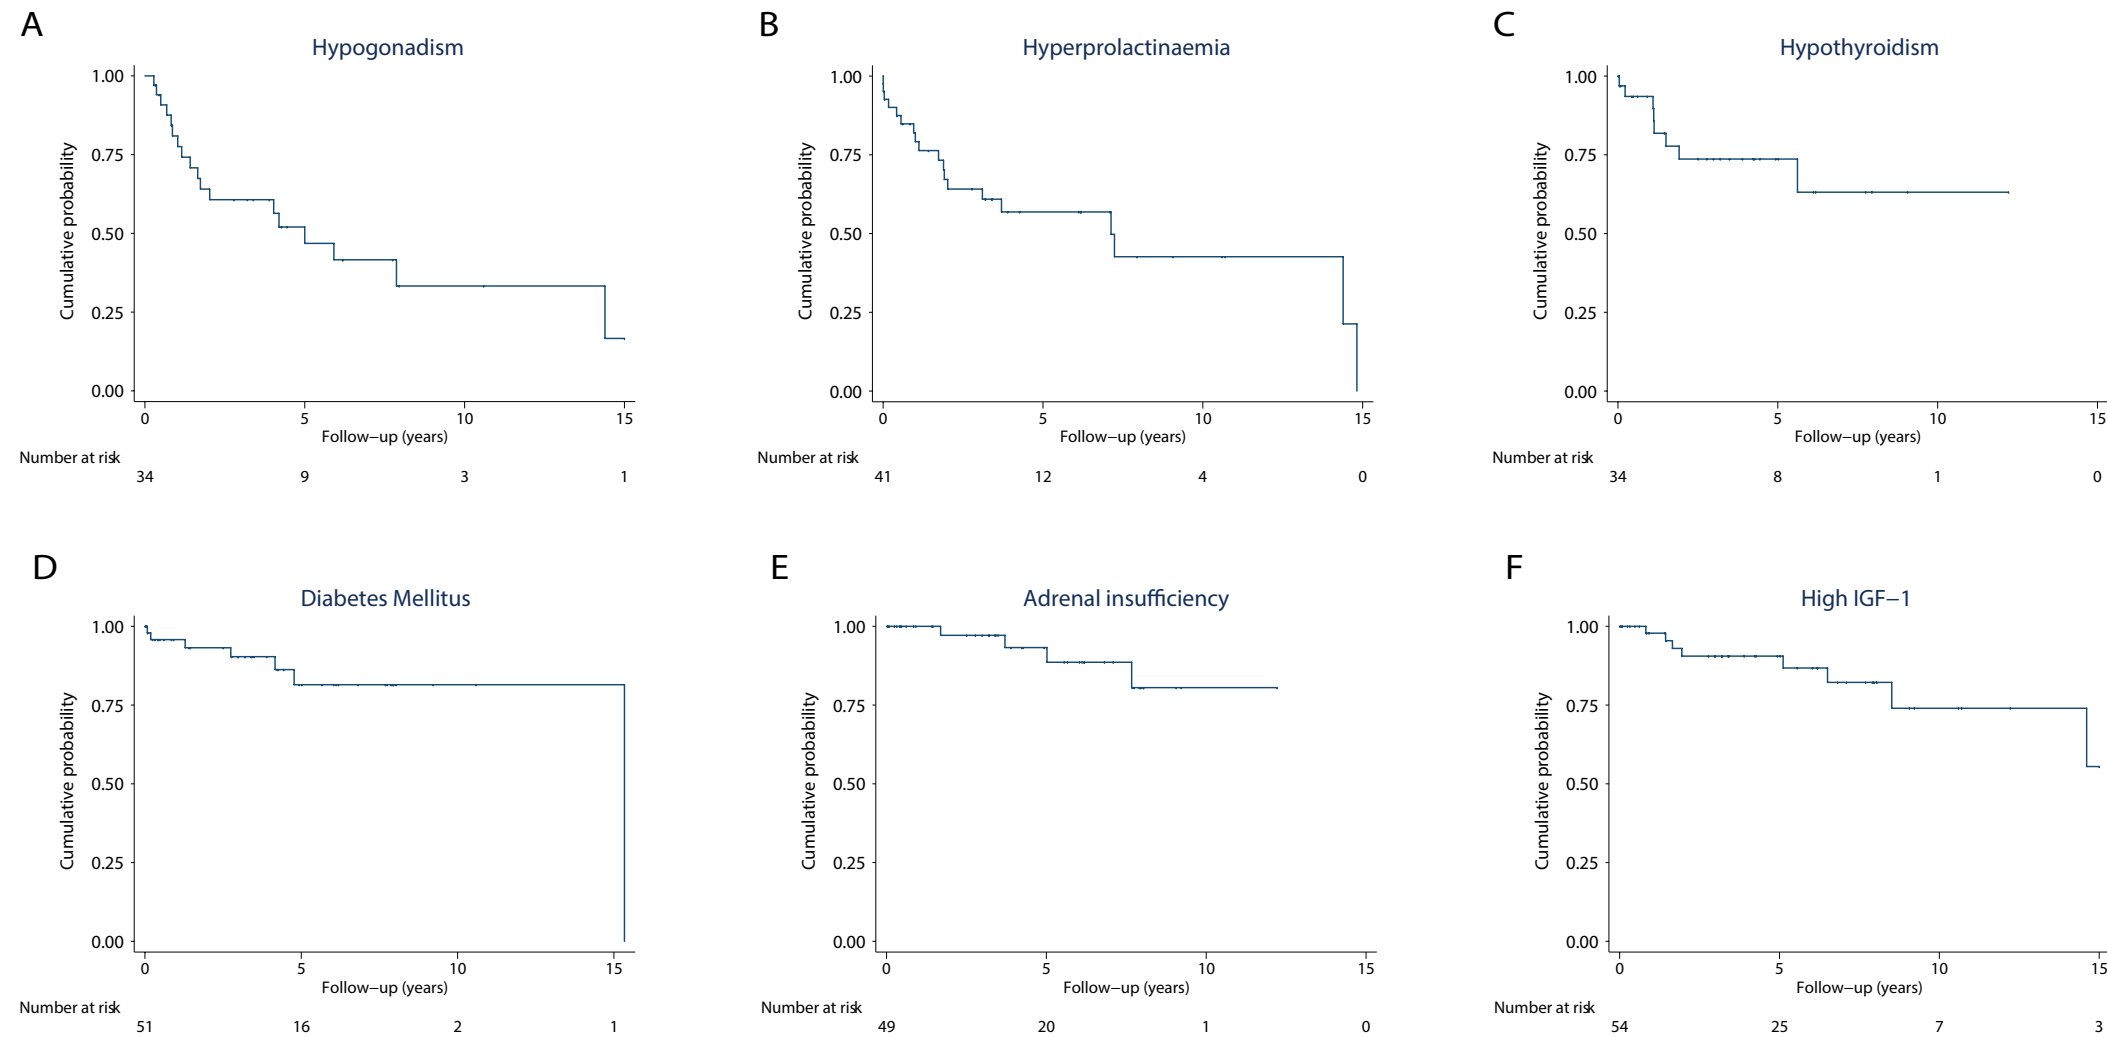 A
Hypogonadism
1.00
0.75
0.50
0.25
0.00
Cumulative probability
0 5 10 15
Follow−up (years)
Number at risk
34 9 3 1
B
Hyperprolactinaemia
1.00
0.75
0.50
0.25
0.00
Cumulative probability
0 5 10 15
Follow−up (years)
Number at risk
41 12 4 0
C
Hypothyroidism
1.00
0.75
0.50
0.25
0.00
Cumulative probability
0 5 10 15
Follow−up (years)
Number at risk
34 8 1 0
D
Diabetes Mellitus
1.00
0.75
0.50
0.25
0.00
Cumulative probability
0 5 10 15
Follow−up (years)
Number at risk
51 16 2 1
E
Adrenal insufficiency
1.00
0.75
0.50
0.25
0.00
Cumulative probability
0 5 10 15
Follow−up (years)
Number at risk
49 20 1 0
F
High IGF−1
1.00
0.75
0.50
0.25
0.00
Cumulative probability
0 5 10 15
Follow−up (years)
Number at risk
54 25 7 3